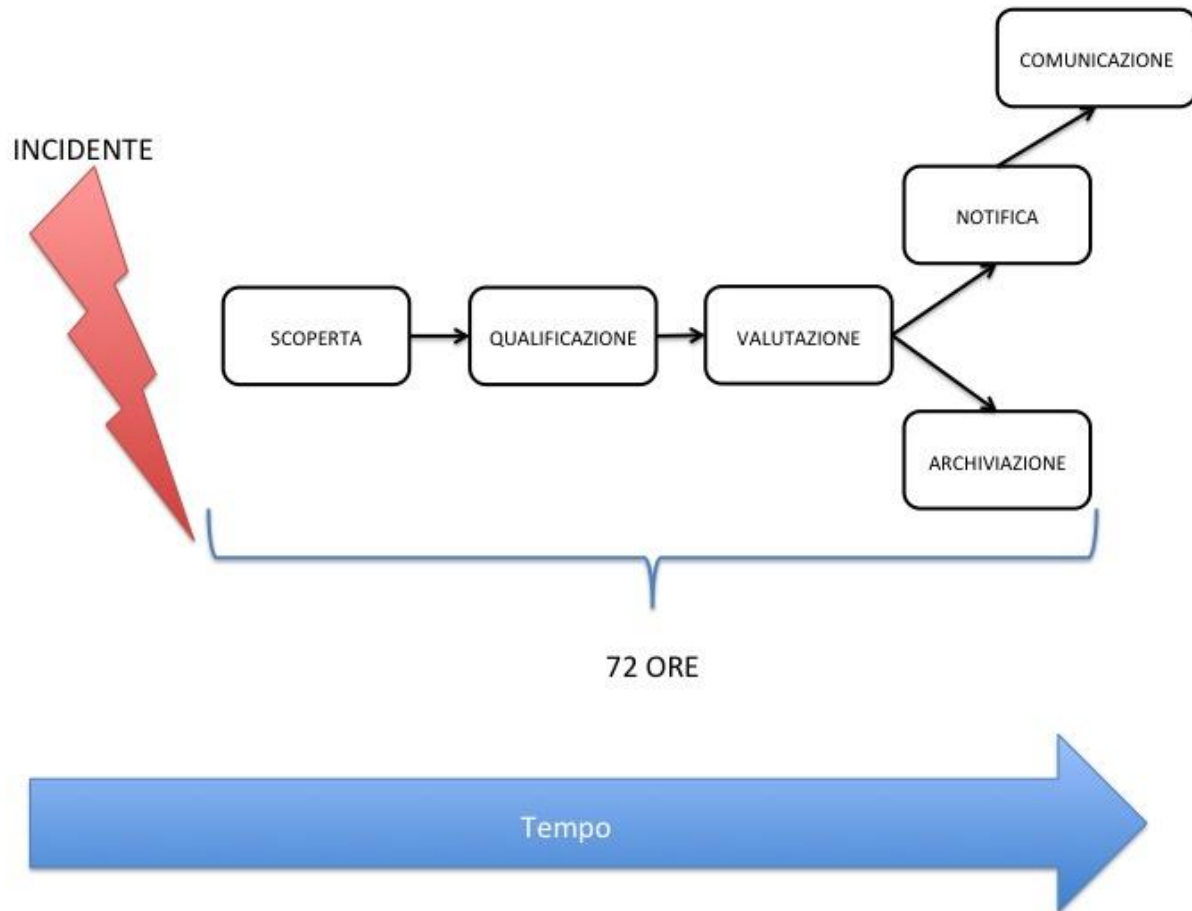 COMUNICAZIONE
INCIDENTE
NOTIFICA
SCOPERTA
QUALIFICAZIONE
VALUTAZIONE
ARCHIVIAZIONE
72 ORE
Tempo